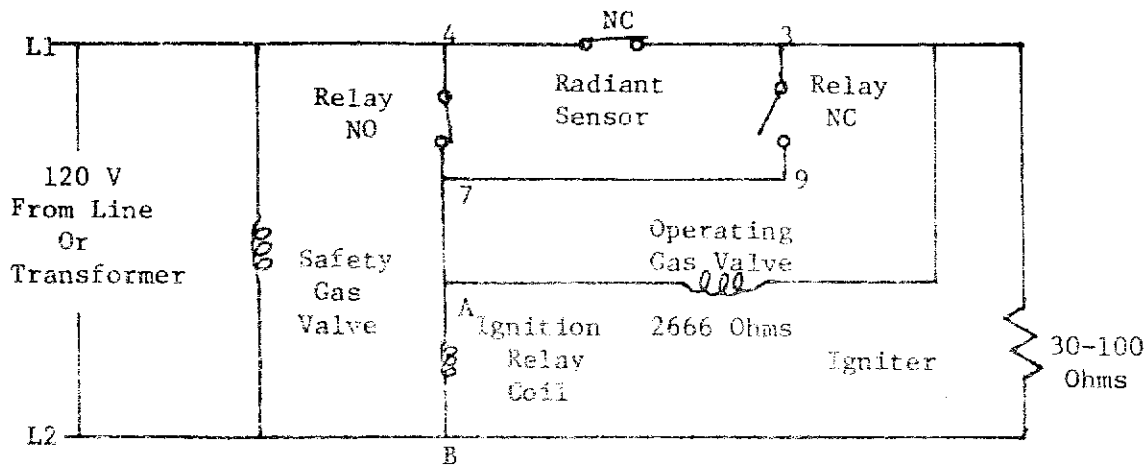 NC
L1
4
3
Relay
NO
Radiant
Sensor
Relay
NC
120 V
From Line
Or
Transformer
7
9
Safety
Gas
Valve
Operating
Gas Valve
A
Ignition
Relay
Coil
2666 Ohms
Igniter
30-100
Ohms
L2
B